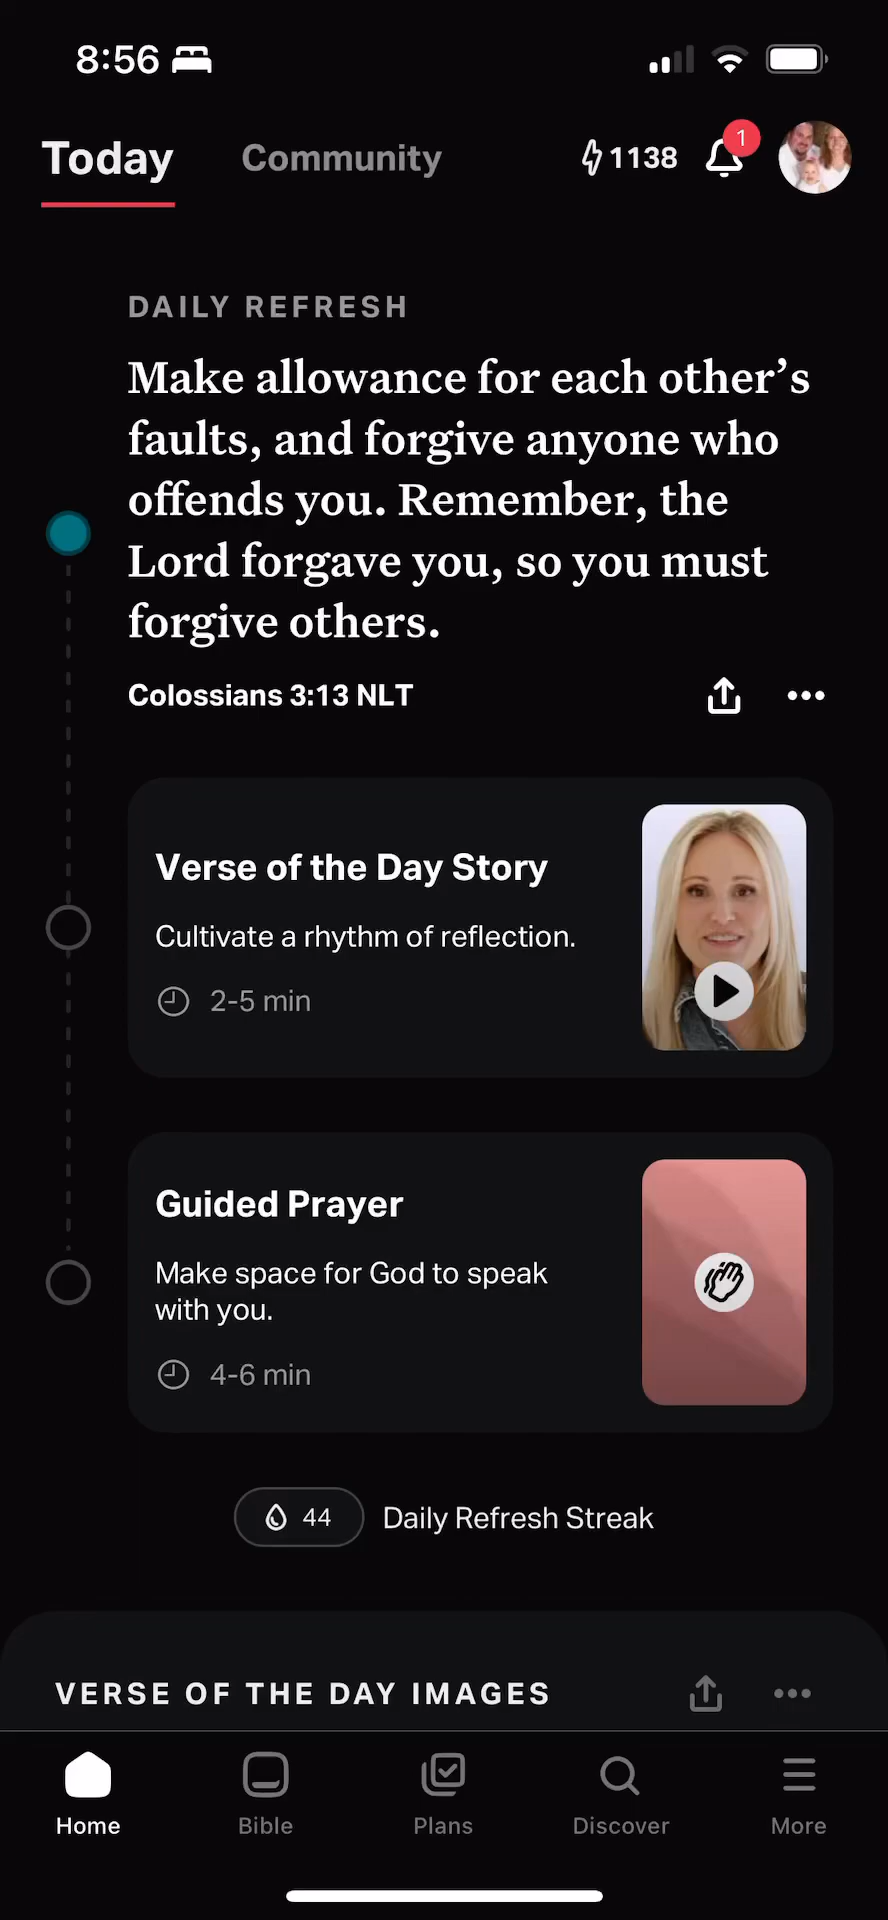 8:56
Today
Community
1138
1
DAILY REFRESH
Make allowance for each other’s
faults, and forgive anyone who
offends you. Remember, the
Lord forgave you, so you must
forgive others.
Colossians 3:13 NLT
Verse of the Day Story
Cultivate a rhythm of reflection.
2-5 min
Guided Prayer
Make space for God to speak
with you.
4-6 min
44
Daily Refresh Streak
VERSE OF THE DAY IMAGES
Home
Bible
Plans
Discover
More